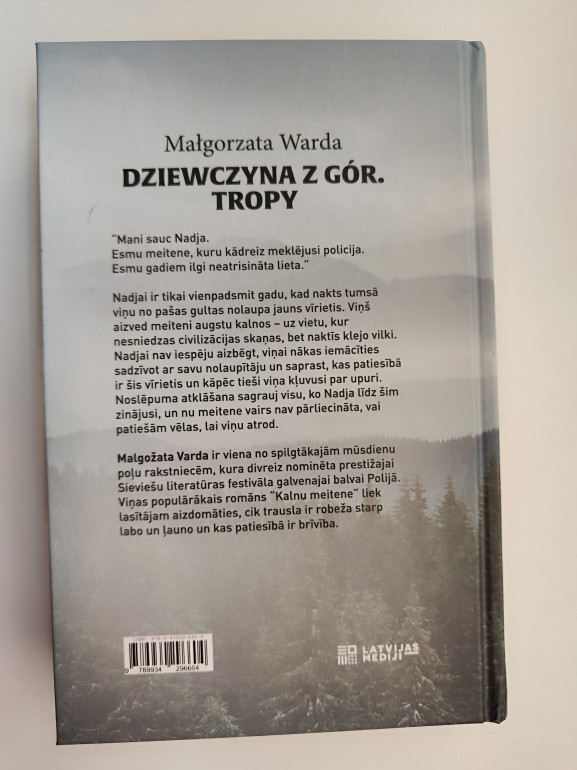 Małgorzata Warda
DZIEWCZYNA Z GÓR.
TROPY
"Mani sauc Nadja.
Esmu meitene, kuru kādreiz meklējusi policija.
Esmu gadiem ilgi neatrisināta lieta."
Nadjai ir tikai vienpadsmit gadu, kad nakts tumsā
viņu no pašas gultas nolaupa jauns vīrietis. Viņš
aizved meiteni augstu kalnos – uz vietu, kur
nesniedzas civilizācijas skaņas, bet naktīs klejo vilki.
Nadjai nav iespēju aizbēgt, viņai nākas iemācīties
sadzīvot ar savu nolaupītāju un saprast, kas patiesībā
ir šis vīrietis un kāpēc tieši viņa kļuvusi par upuri.
Noslēpuma atklāšana sagrauj visu, ko Nadja līdz šim
zinājusi, un nu meitene vairs nav pārliecināta, vai
patiešām vēlas, lai viņu atrod.
Malgožata Varda ir viena no spilgtākajām mūsdienu
poļu rakstniecēm, kura divreiz nominēta prestižajai
Sieviešu literatūras festivāla galvenajai balvai Polijā.
Viņas populārākais romāns "Kalnu meitene" liek
lasītājam aizdomāties, cik trausla ir robeža starp
labo un ļauno un kas patiesībā ir brīvība.
9 789934 296604
LATVIJAS
MEDIJI